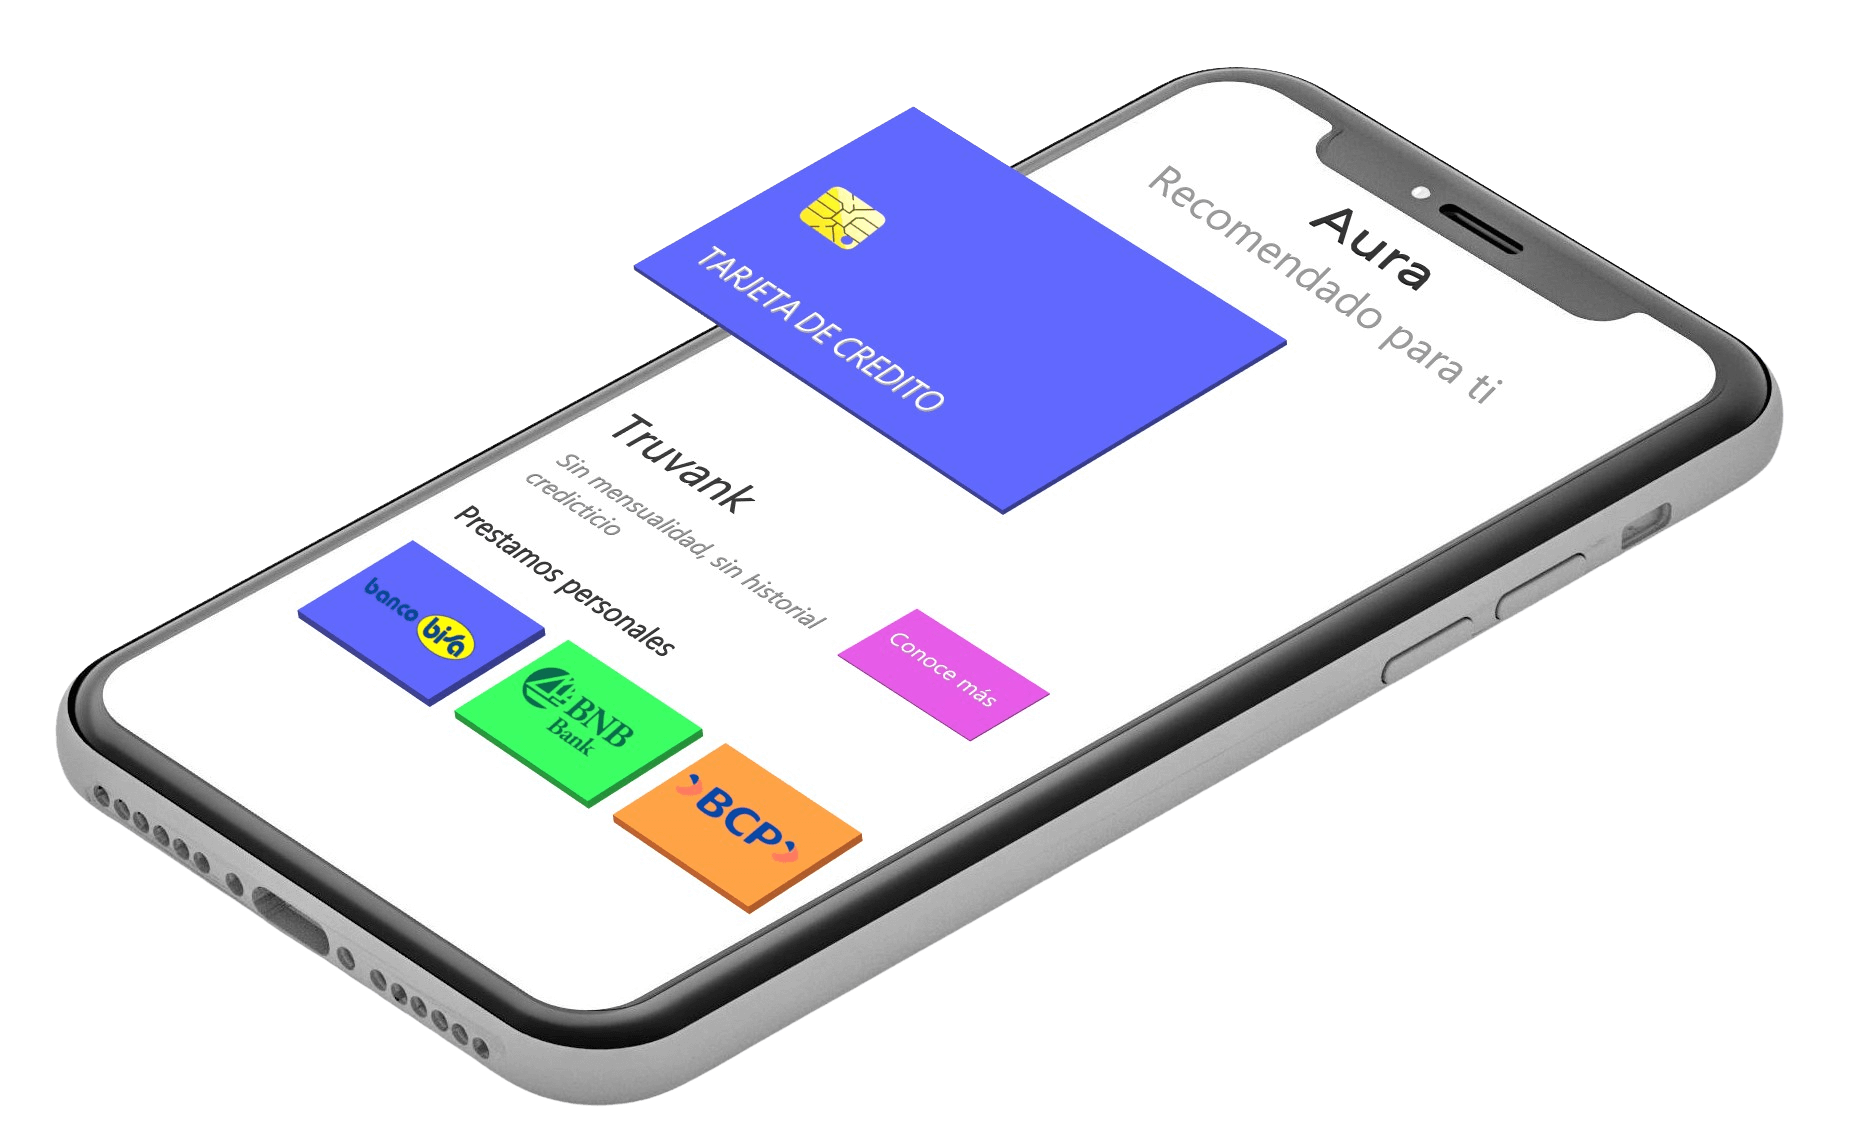 Aura
Recomendado para ti
TARJETA DE CREDITO
Truvank
Sin mensualidad, sin historial
credicticio
Conoce más
Prestamos personales
banco
bisa
BNB
Bank
BCP